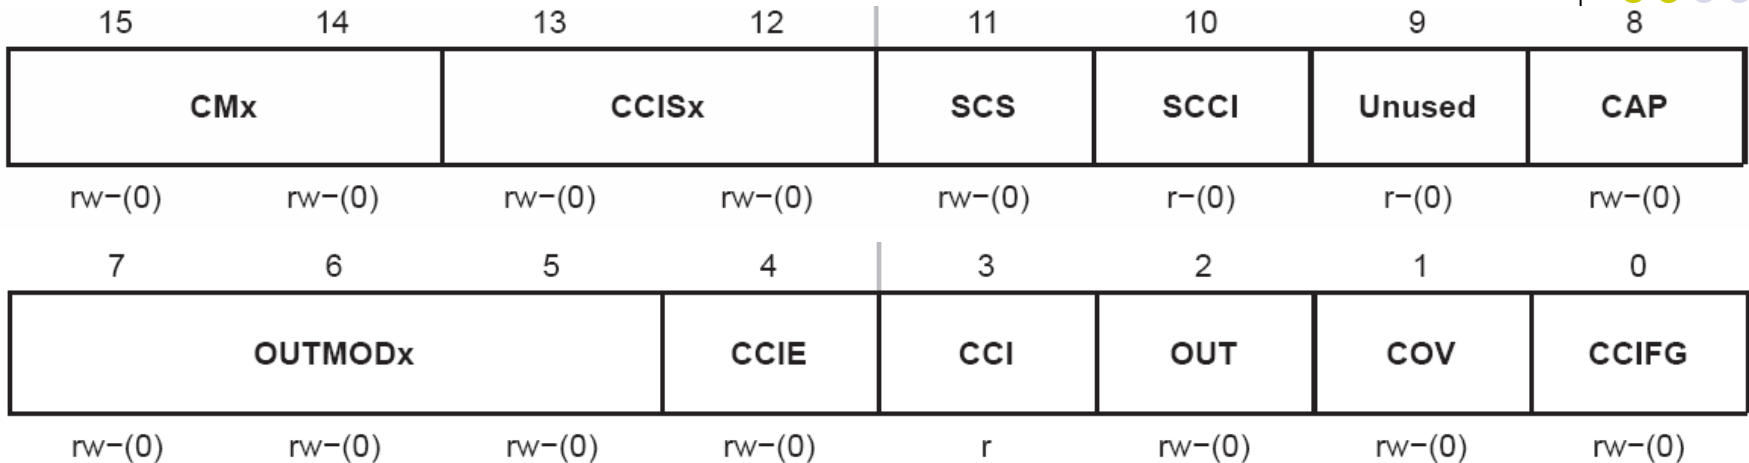 15 14 13 12 11 10 9 8
CMx CCISx SCS SCCI Unused CAP
rw−(0) rw−(0) rw−(0) rw−(0) rw−(0) r−(0) r−(0) rw−(0)
7 6 5 4 3 2 1 0
OUTMODx CCIE CCI OUT COV CCIFG
rw−(0) rw−(0) rw−(0) rw−(0) r rw−(0) rw−(0) rw−(0)